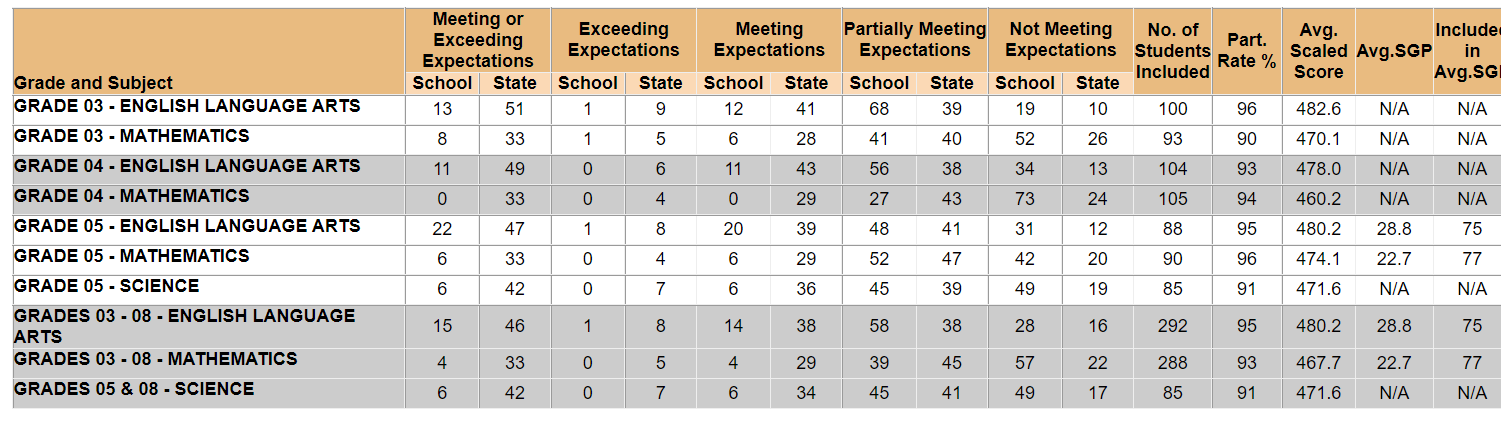 Grade and Subject Meeting or Exceeding Expectations Exceeding Expectations Meeting Expectations Partially Meeting Expectations Not Meeting Expectations No. of Students Included Part. Rate % Avg. Scaled Score Avg.SGP Included in Avg.SGP
School State School State School State School State School State
GRADE 03 - ENGLISH LANGUAGE ARTS 13 51 1 9 12 41 68 39 19 10 100 96 482.6 N/A N/A
GRADE 03 - MATHEMATICS 8 33 1 5 6 28 41 40 52 26 93 90 470.1 N/A N/A
GRADE 04 - ENGLISH LANGUAGE ARTS 11 49 0 6 11 43 56 38 34 13 104 93 478.0 N/A N/A
GRADE 04 - MATHEMATICS 0 33 0 4 0 29 27 43 73 24 105 94 460.2 N/A N/A
GRADE 05 - ENGLISH LANGUAGE ARTS 22 47 1 8 20 39 48 41 31 12 88 95 480.2 28.8 75
GRADE 05 - MATHEMATICS 6 33 0 4 6 29 52 47 42 20 90 96 474.1 22.7 77
GRADE 05 - SCIENCE 6 42 0 7 6 36 45 39 49 19 85 91 471.6 N/A N/A
GRADES 03 - 08 - ENGLISH LANGUAGE
ARTS 15 46 1 8 14 38 58 38 28 16 292 95 480.2 28.8 75
GRADES 03 - 08 - MATHEMATICS 4 33 0 5 4 29 39 45 57 22 288 93 467.7 22.7 77
GRADES 05 & 08 - SCIENCE 6 42 0 7 6 34 45 41 49 17 85 91 471.6 N/A N/A